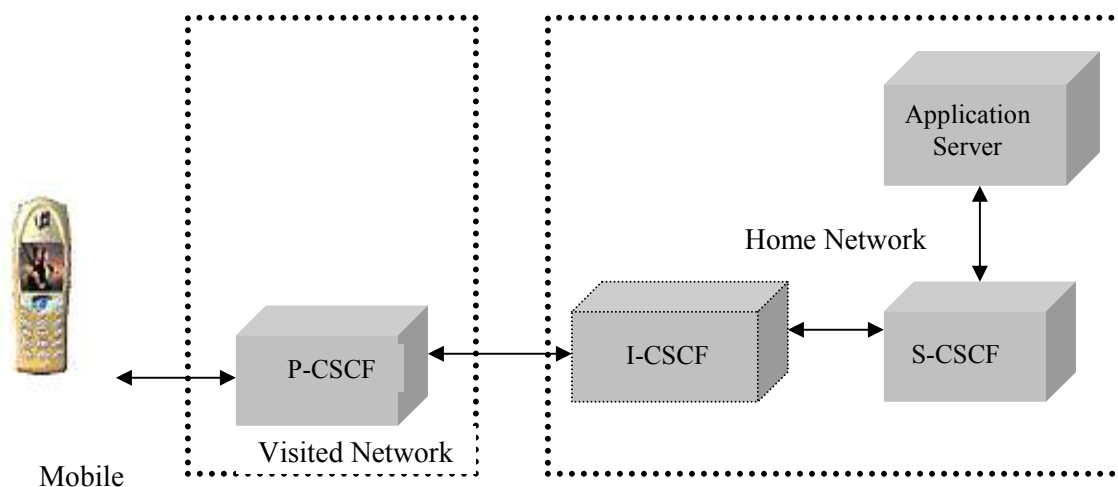 Application
Server
Home Network
P-CSCF
I-CSCF
S-CSCF
Visited Network
Mobile